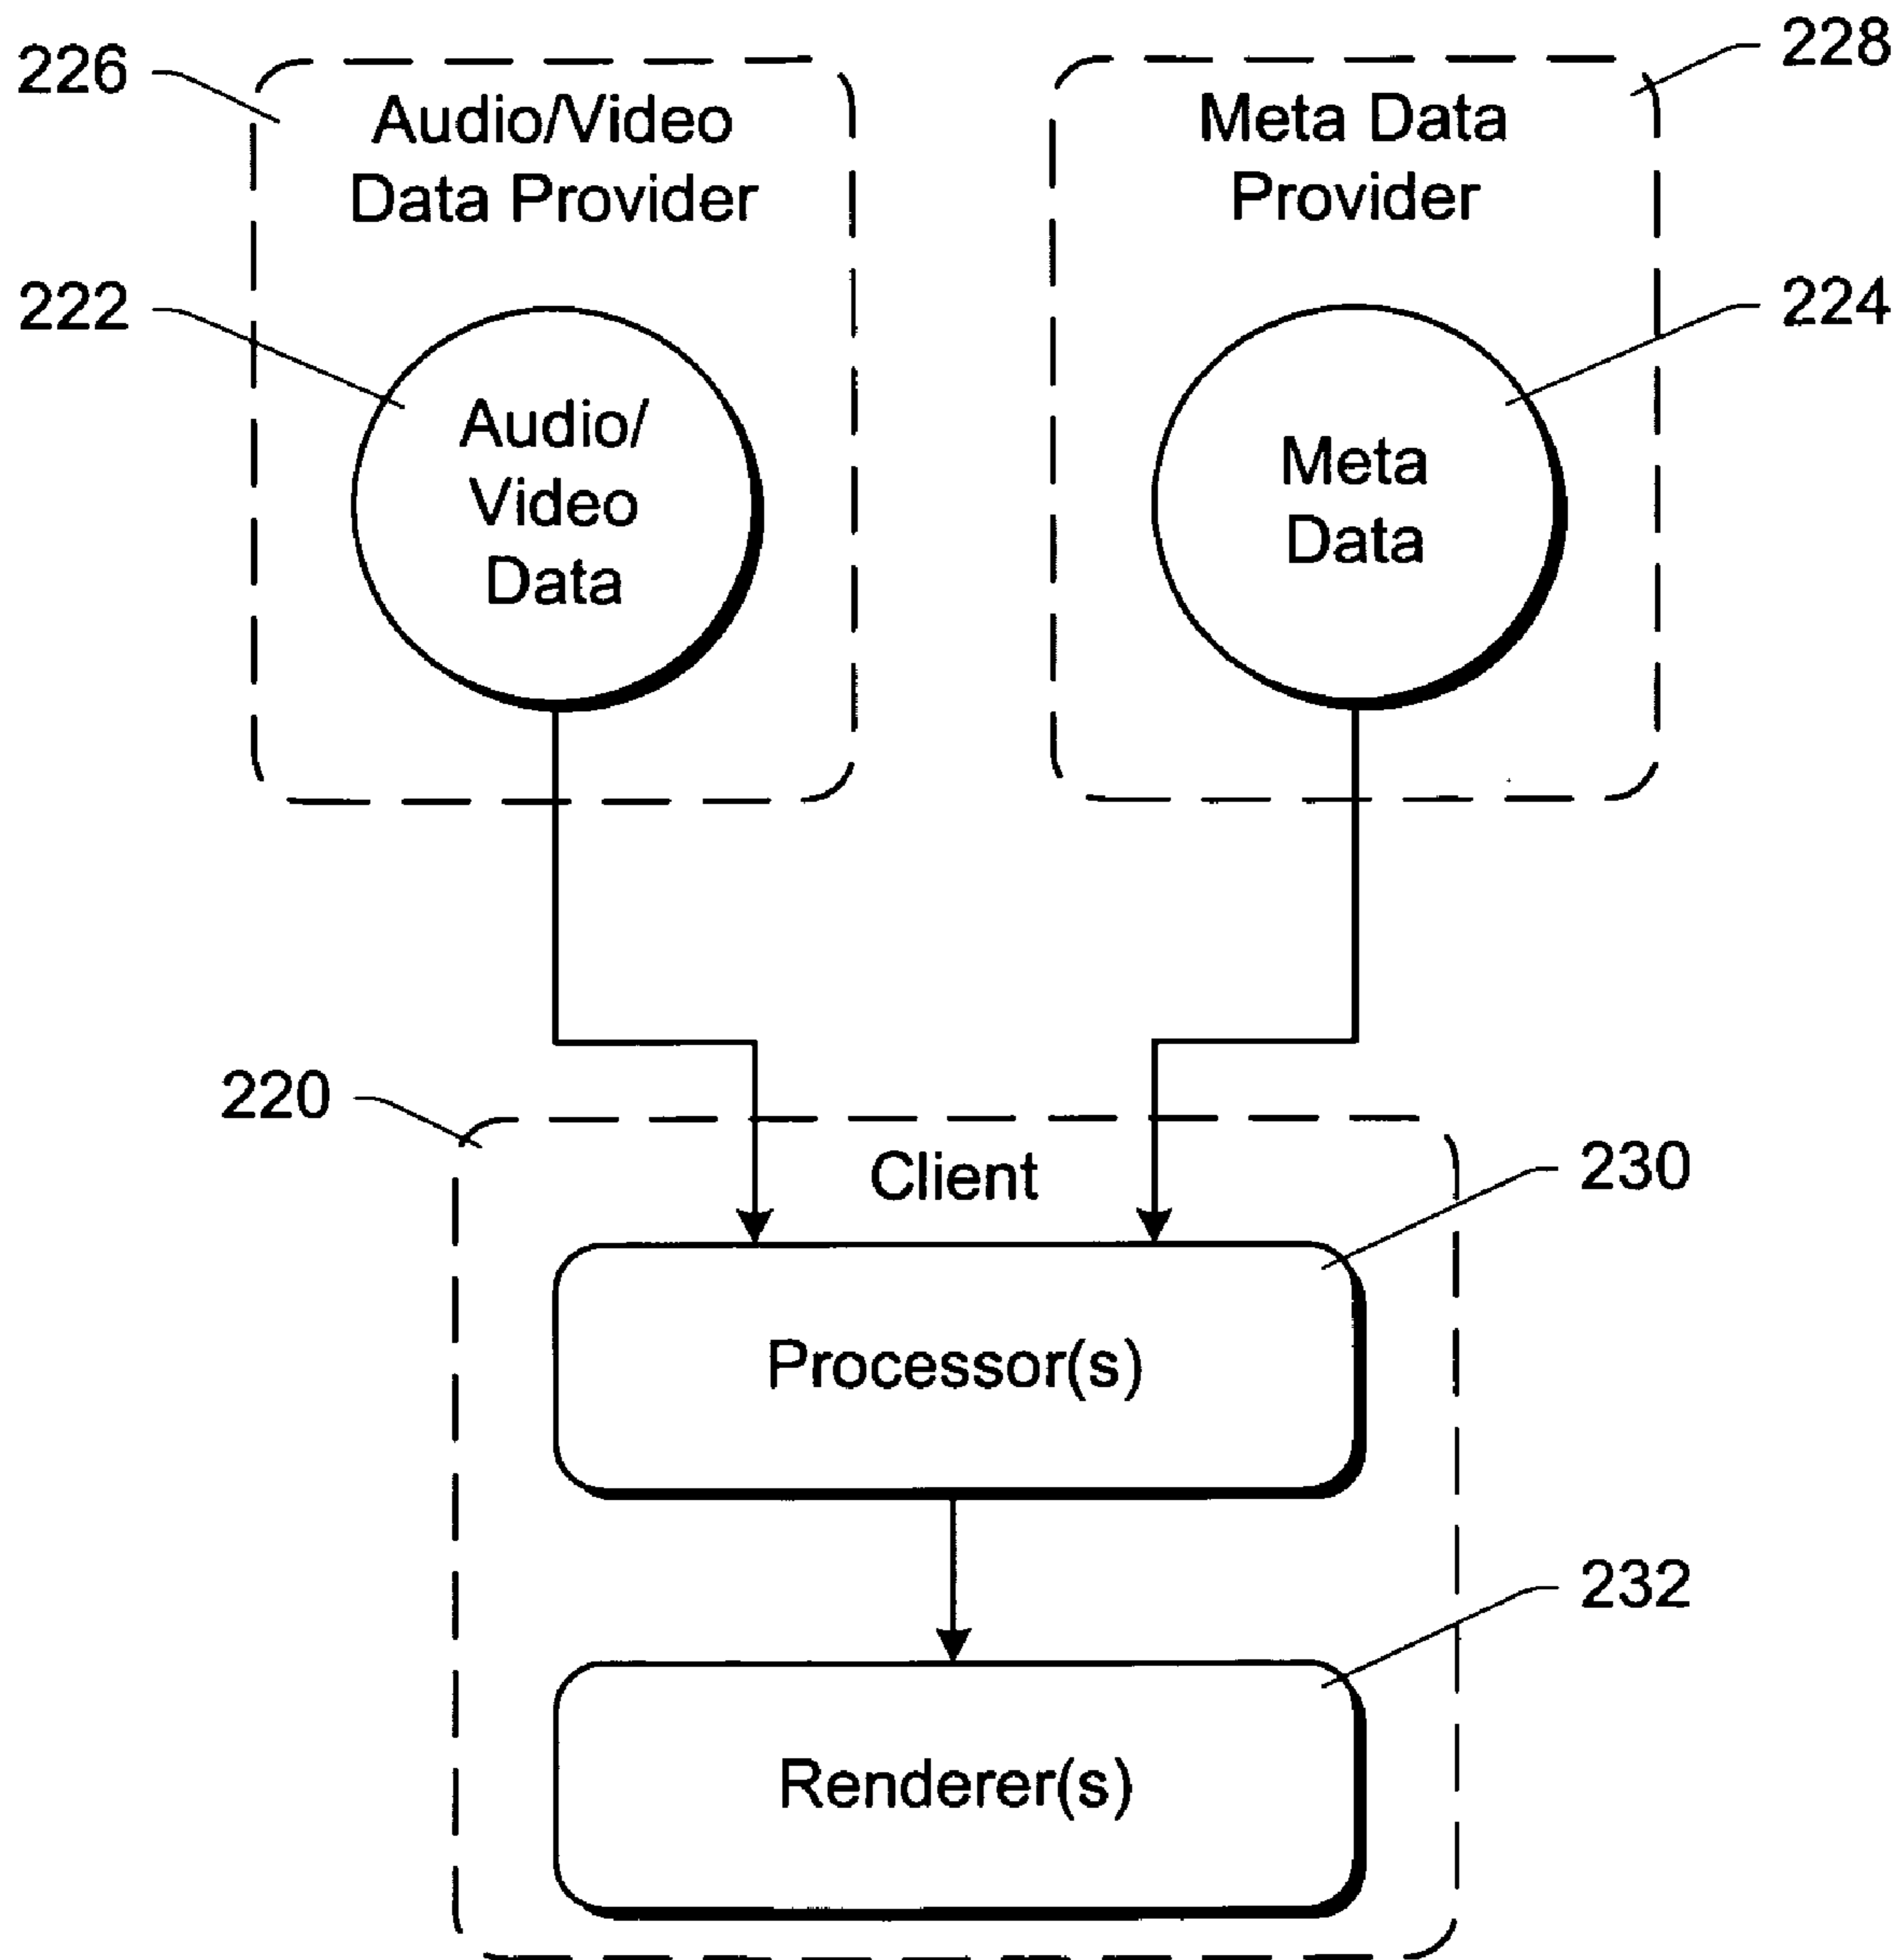 226
Audio/Video
Data Provider
228
Meta Data
Provider
222
Audio/
Video
Data
224
Meta
Data
220
Client
230
Processor(s)
232
Renderer(s)